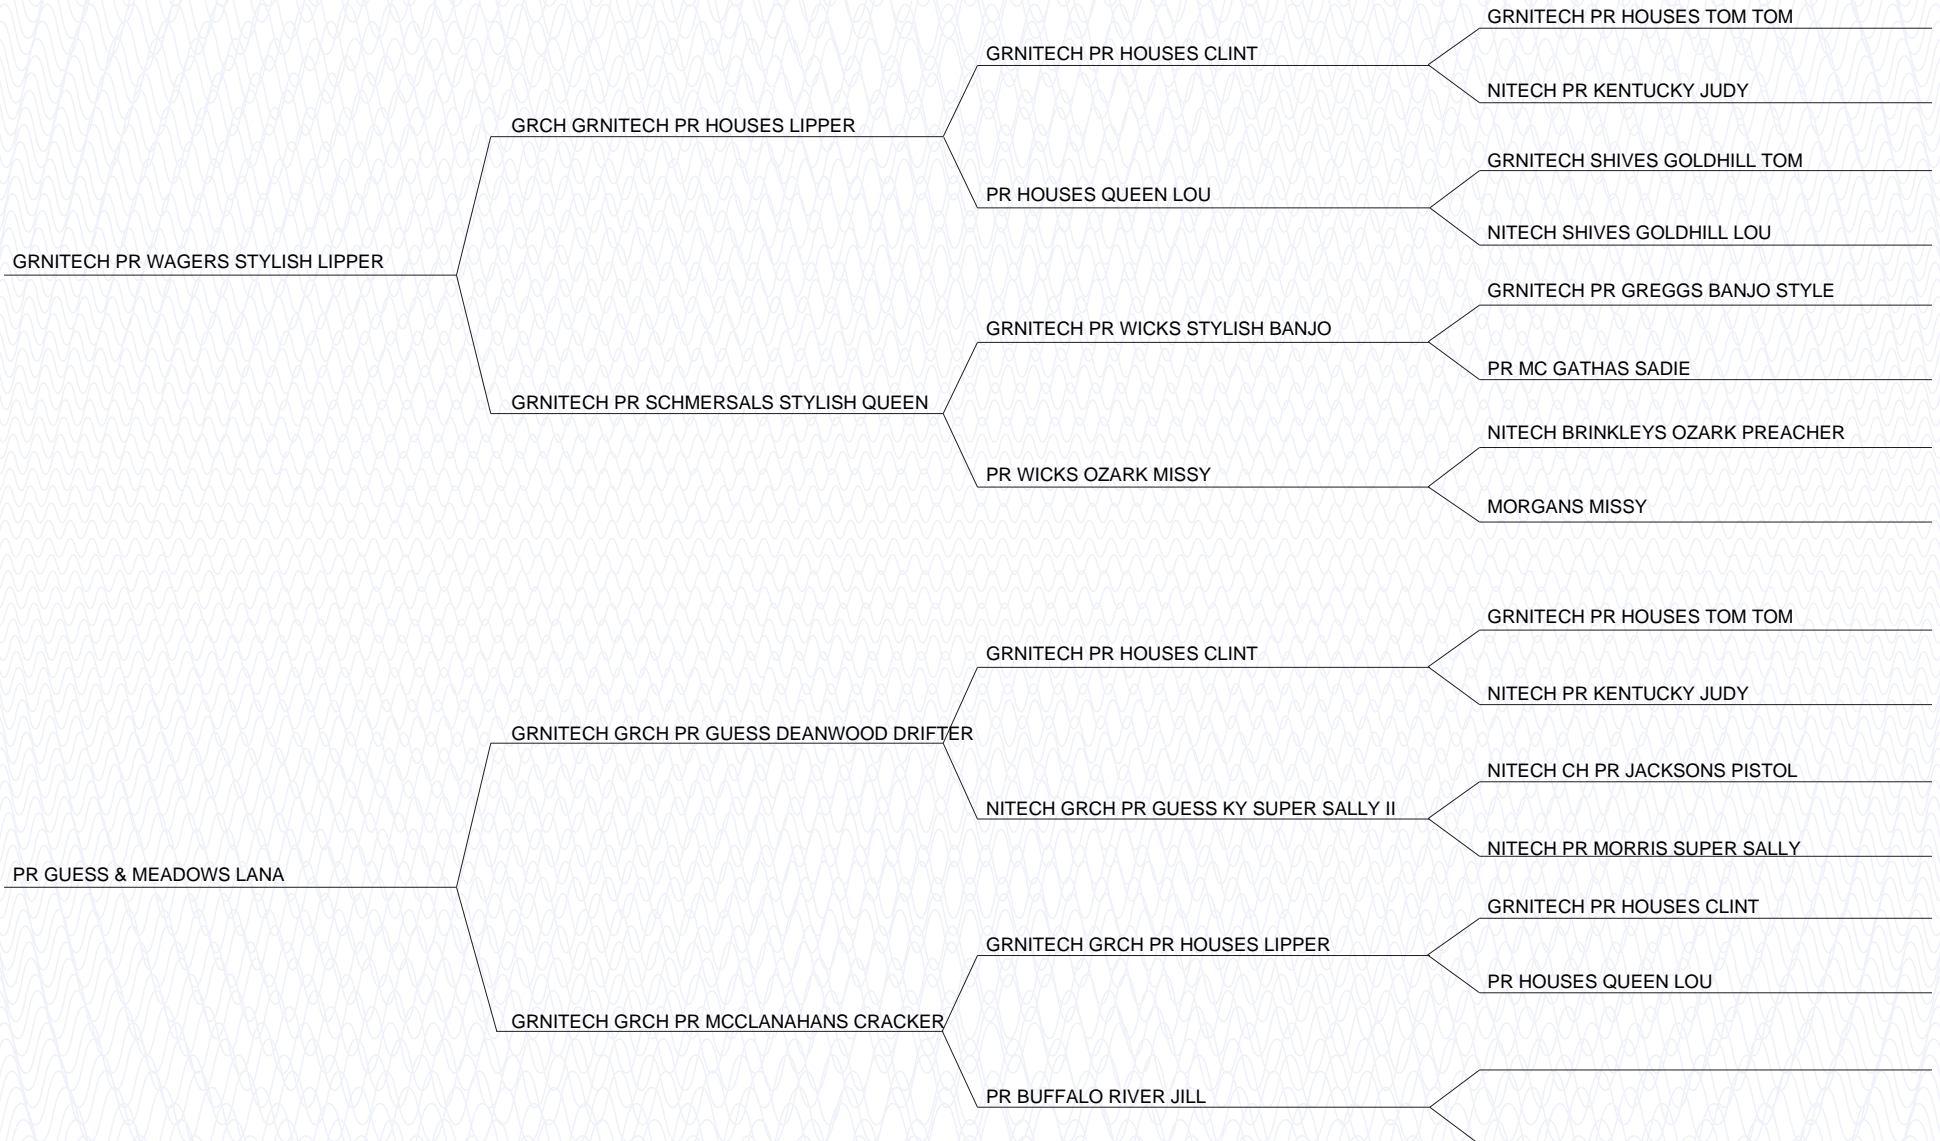 GRNITECH PR HOUSES TOM TOM
GRNITECH PR HOUSES CLINT
NITECH PR KENTUCKY JUDY
GRCH GRNITECH PR HOUSES LIPPER
GRNITECH SHIVES GOLDHILL TOM
PR HOUSES QUEEN LOU
NITECH SHIVES GOLDHILL LOU
GRNITECH PR WAGERS STYLISH LIPPER
GRNITECH PR GREGGS BANJO STYLE
GRNITECH PR WICKS STYLISH BANJO
PR MC GATHAS SADIE
GRNITECH PR SCHMERSALS STYLISH QUEEN
NITECH BRINKLEYS OZARK PREACHER
PR WICKS OZARK MISSY
MORGANS MISSY
GRNITECH PR HOUSES TOM TOM
GRNITECH PR HOUSES CLINT
NITECH PR KENTUCKY JUDY
GRNITECH GRCH PR GUESS DEANWOOD DRIFTER
NITECH CH PR JACKSONS PISTOL
NITECH GRCH PR GUESS KY SUPER SALLY II
NITECH PR MORRIS SUPER SALLY
PR GUESS & MEADOWS LANA
GRNITECH PR HOUSES CLINT
GRNITECH GRCH PR HOUSES LIPPER
PR HOUSES QUEEN LOU
GRNITECH GRCH PR MCCLANAHANS CRACKER
PR BUFFALO RIVER JILL